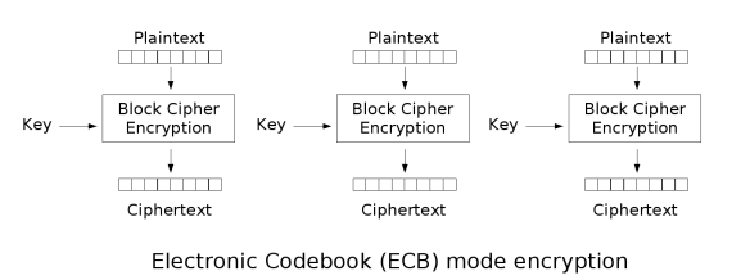 Plaintext Plaintext Plaintext
Key Block Cipher Encryption Key Block Cipher Encryption Key Block Cipher Encryption
Ciphertext Ciphertext Ciphertext
Electronic Codebook (ECB) mode encryption